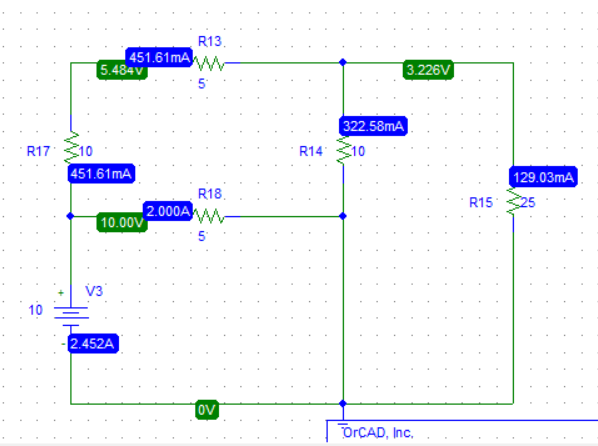 R13
451.61mA
5.484V
3.226V
5
322.58mA
R17 10
R14 10
451.61mA
129.03mA
R18
R15 25
2.000A
10.00V
5
+ V3
10
- 2.452A
0V
OrCAD, Inc.